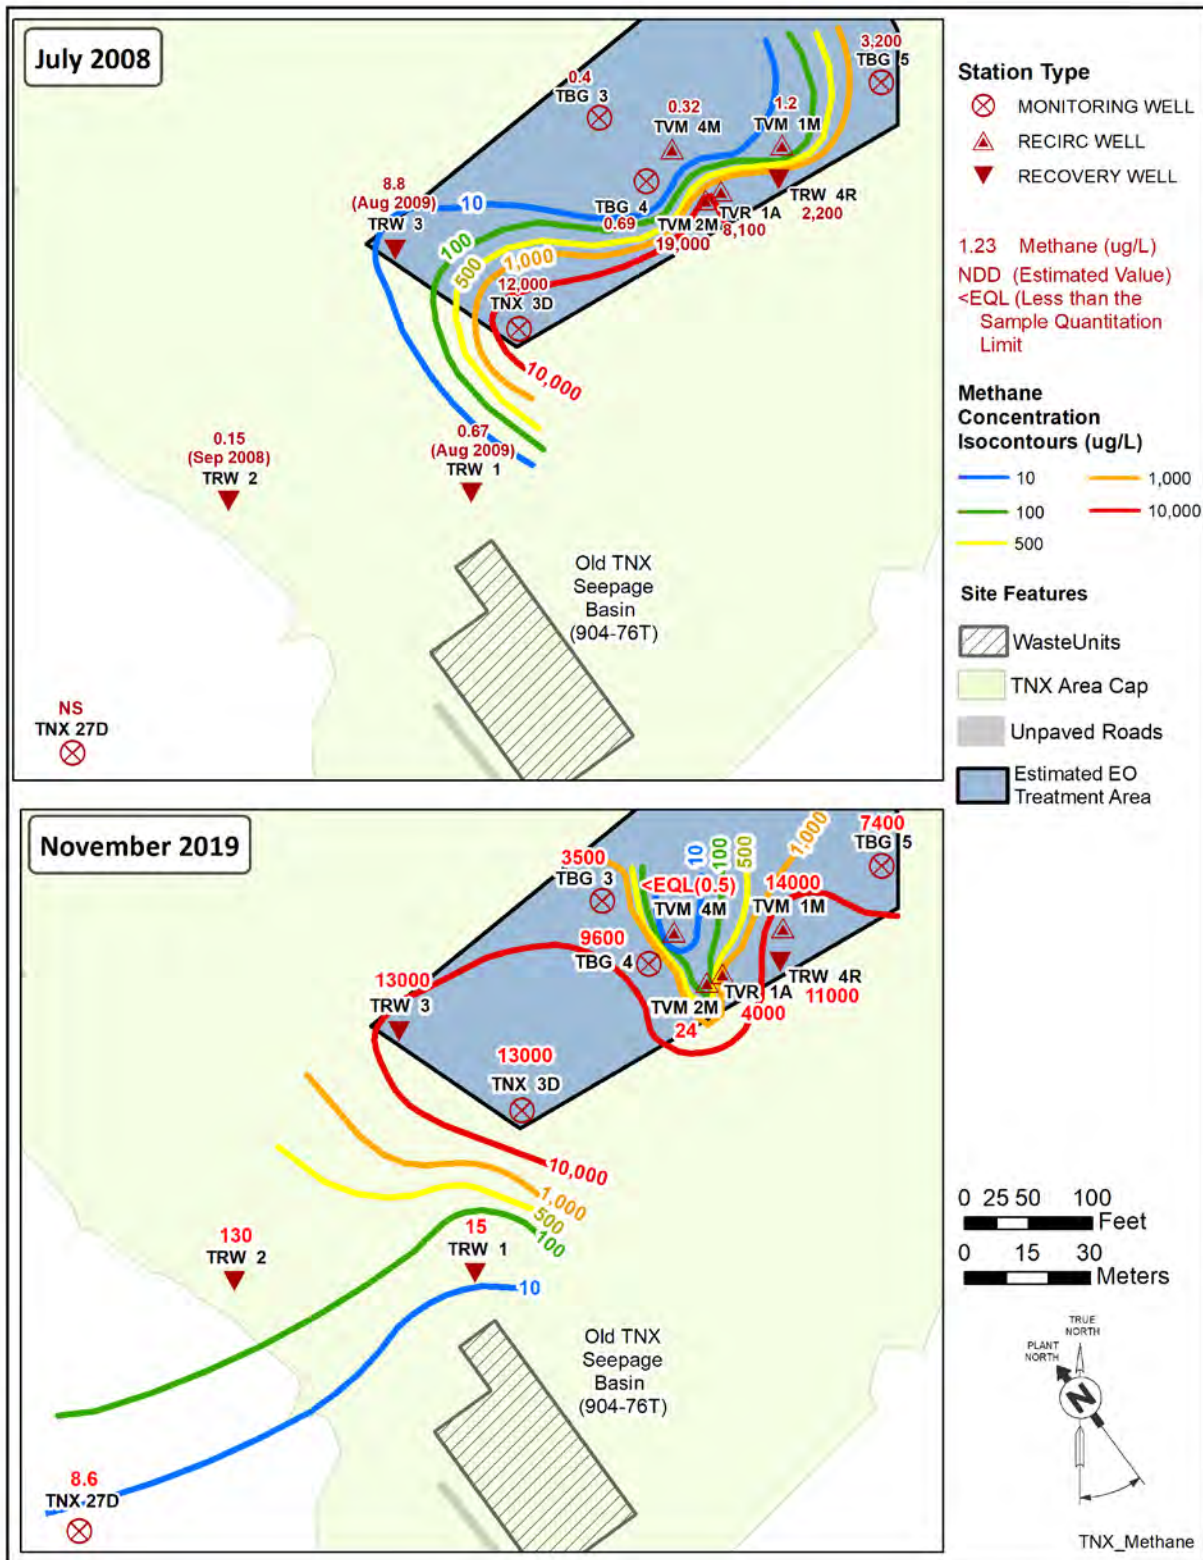 July 2008
3,200
TBG 5
0.4
TBG 3
0.32
TVM 4M
1.2
TVM 1M
8.8
(Aug 2009)
TRW 3
10
TBG 4
0.69
TRW 4R
2,200
TVR 1A
8,100
TVM 2M
19,000
100
500
1,000
12,000
TNX 3D
10,000
0.15
(Sep 2008)
TRW 2
0.67
(Aug 2009)
TRW 1
Old TNX
Seepage
Basin
(904-76T)
NS
TNX 27D
Station Type
MONITORING WELL
RECIRC WELL
RECOVERY WELL
1.23 Methane (ug/L)
NDD (Estimated Value)
<EQL (Less than the
Sample Quantitation
Limit
Methane
Concentration
Isocontours (ug/L)
10
1,000
100
10,000
500
Site Features
WasteUnits
TNX Area Cap
Unpaved Roads
Estimated EO
Treatment Area
November 2019
7400
TBG 5
3500
TBG 3
10
100
500
1,000
<EQL(0.5)
TVM 4M
14000
TVM 1M
9600
TBG 4
TRW 4R
11000
TVR 1A
4000
TVM 2M
24
13000
TRW 3
13000
TNX 3D
10,000
1,000
500
100
130
TRW 2
15
TRW 1
10
Old TNX
Seepage
Basin
(904-76T)
8.6
TNX 27D
0 25 50 100
Feet
0 15 30
Meters
TRUE
NORTH
PLANT
NORTH
N
TNX_Methane